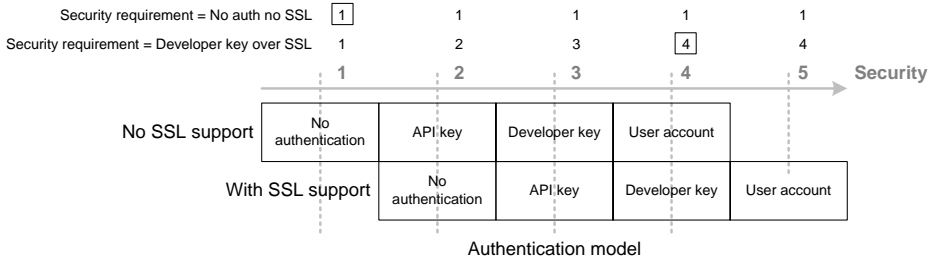 Security requirement = No auth no SSL 1 1 1 1 1
Security requirement = Developer key over SSL 1 2 3 4 4
1 2 3 4 5 Security
No SSL support
No
authentication
API key
Developer key
User account
With SSL support
No
authentication
API key
Developer key
User account
Authentication model